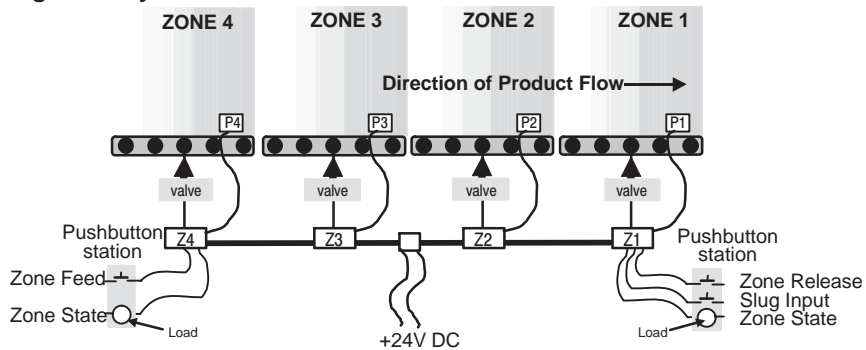 ZONE 4 ZONE 3 ZONE 2 ZONE 1
Direction of Product Flow
P4 P3 P2 P1
valve valve valve valve
Pushbutton station
Z4 Z3 Z2 Z1
Pushbutton station
Zone Feed
Zone State
Load
+24V DC
Zone Release
Slug Input
Zone State
Load